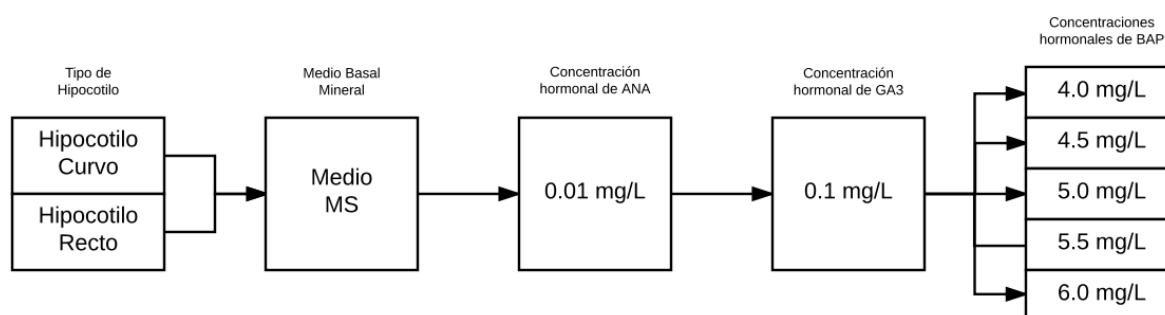 Tipo de
Hipocotilo
Medio Basal
Mineral
Concentración
hormonal de ANA
Concentración
hormonal de GA3
Concentraciones
hormonales de BAP
Hipocotilo
Curvo
Hipocotilo
Recto
Medio
MS
0.01 mg/L
0.1 mg/L
4.0 mg/L
4.5 mg/L
5.0 mg/L
5.5 mg/L
6.0 mg/L